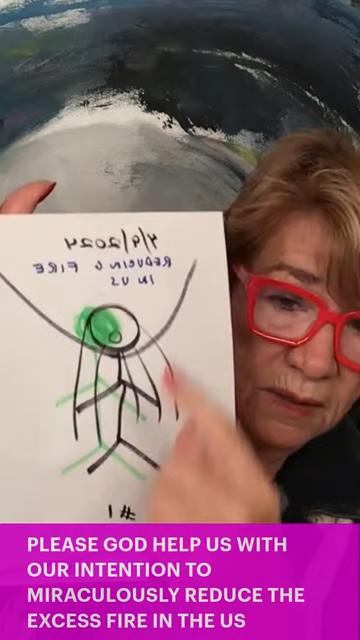 4/9/2024
REDUCING FIRE
IN US
#1
PLEASE GOD HELP US WITH
OUR INTENTION TO
MIRACULOUSLY REDUCE THE
EXCESS FIRE IN THE US